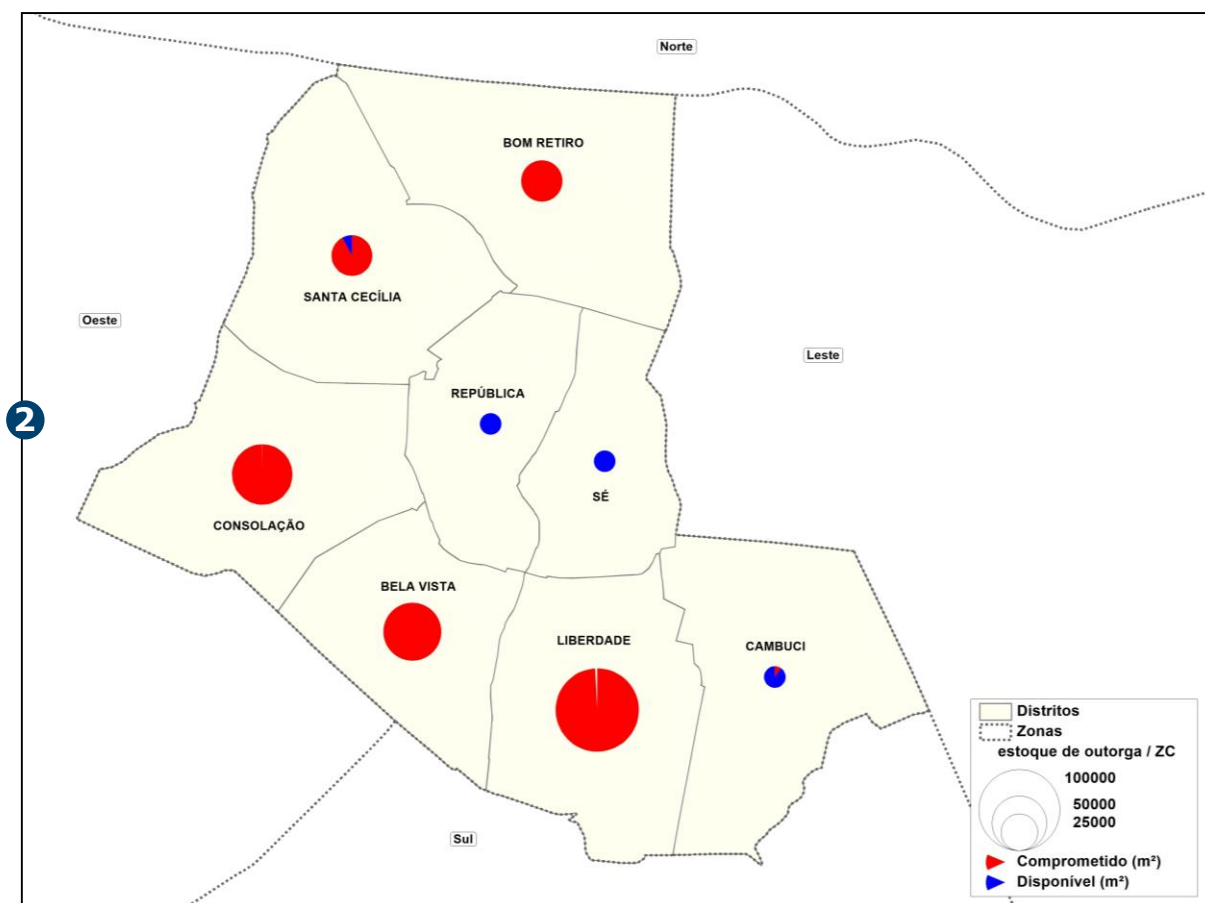 Norte
BOM RETIRO
SANTA CECÍLIA
Oeste
Leste
REPÚBLICA
2
SÉ
CONSOLAÇÃO
BELA VISTA
LIBERDADE
CAMBUCI
Sul
Distritos
Zonas
estoque de outorga / ZC
100000
50000
25000
Comprometido (m²)
Disponível (m²)